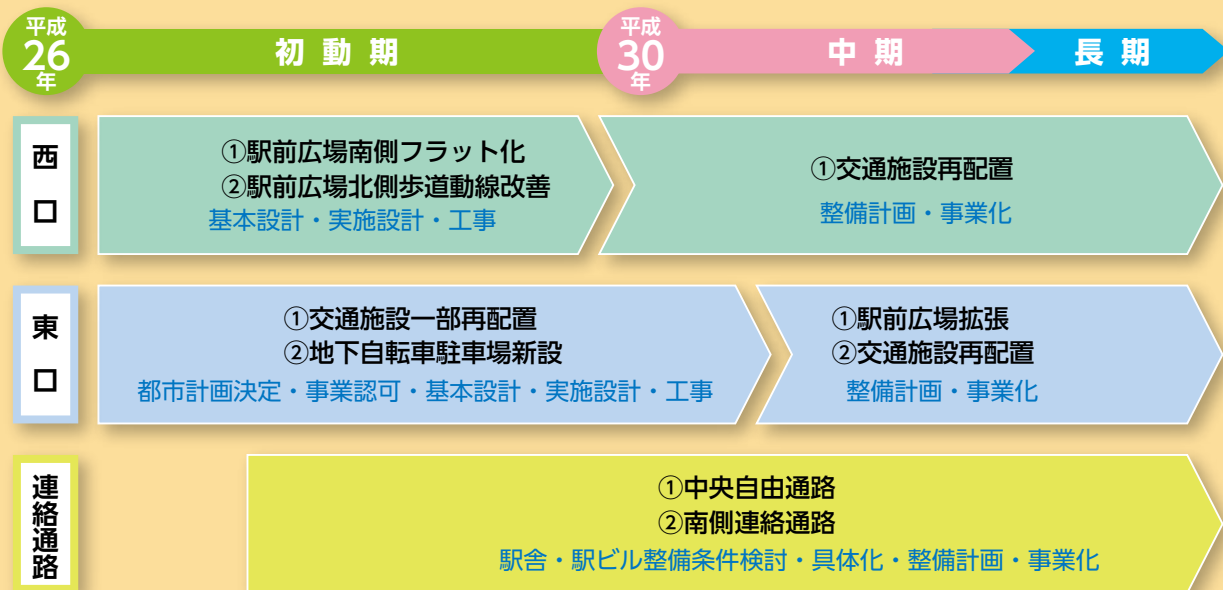 平成
26
年
初動期
平成
30
年
中期
長期
西口
①駅前広場南側フラット化
②駅前広場北側歩道動線改善
基本設計・実施設計・工事
①交通施設再配置
整備計画・事業化
東口
①交通施設一部再配置
②地下自転車駐車場新設
都市計画決定・事業認可・基本設計・実施設計・工事
①駅前広場拡張
②交通施設再配置
整備計画・事業化
連絡通路
①中央自由通路
②南側連絡通路
駅舎・駅ビル整備条件検討・具体化・整備計画・事業化